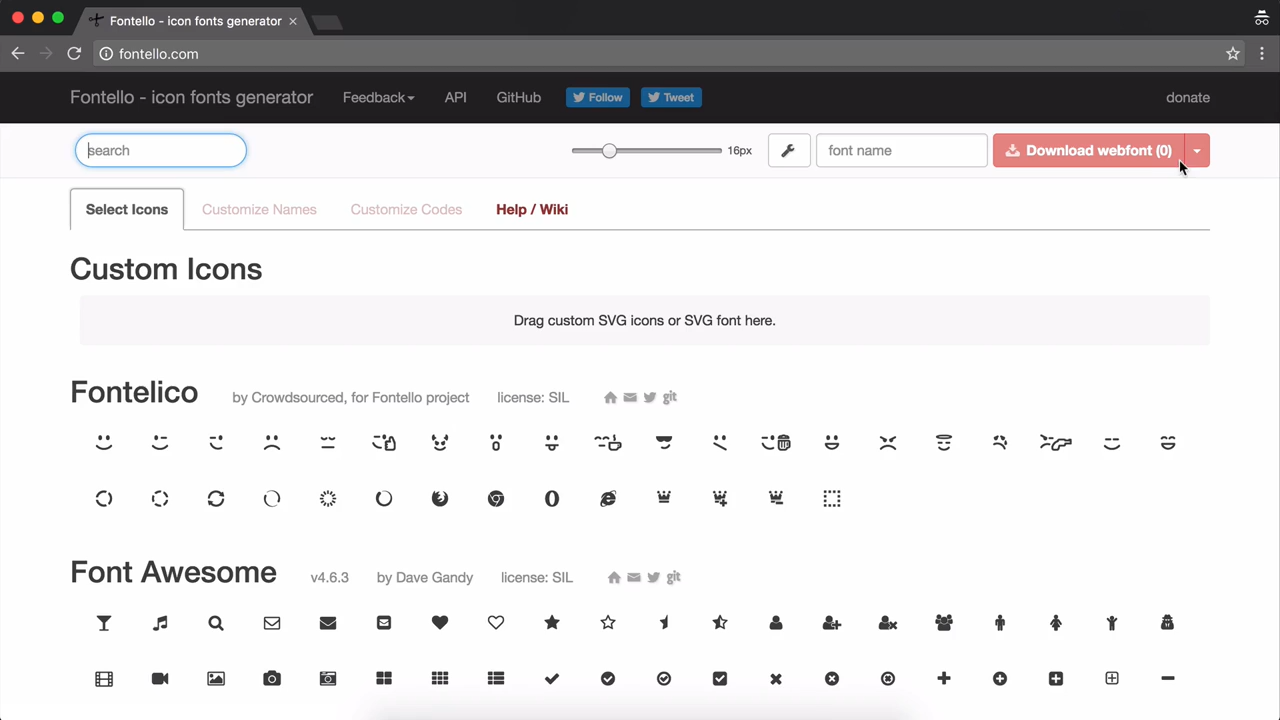 Fontello - icon fonts generator
fontello.com
Fontello - icon fonts generator Feedback API GitHub Follow Tweet donate
search 16px font name Download webfont (0)
Select Icons Customize Names Customize Codes Help / Wiki
Custom Icons
Drag custom SVG icons or SVG font here.
Fontelico by Crowdsourced, for Fontello project license: SIL git
Font Awesome v4.6.3 by Dave Gandy license: SIL git